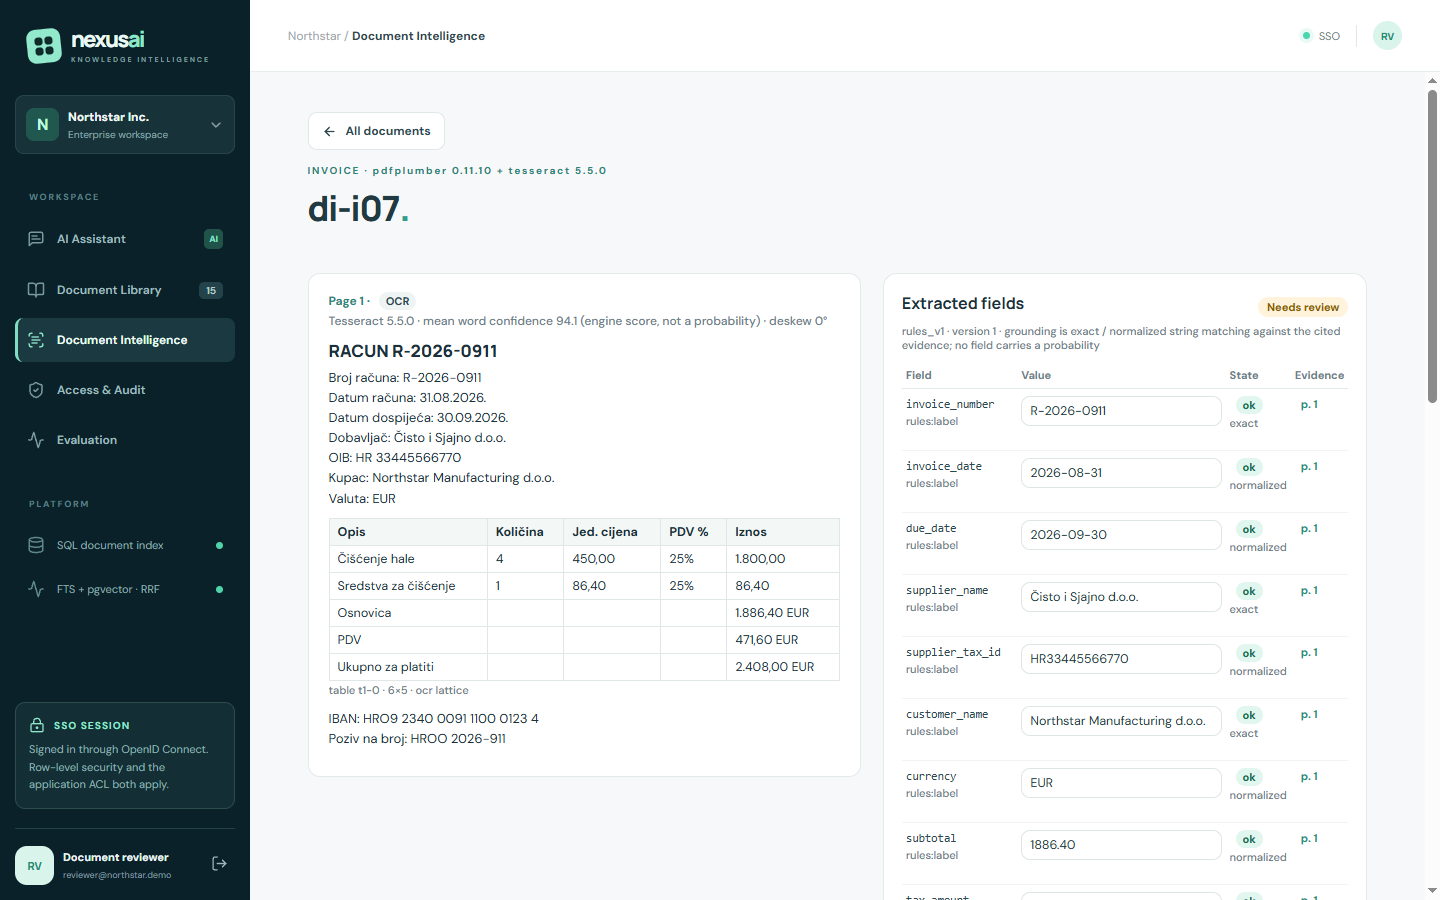 nexusai
KNOWLEDGE INTELLIGENCE
N
Northstar Inc.
Enterprise workspace
WORKSPACE
AI Assistant
AI
Document Library
15
Document Intelligence
Access & Audit
Evaluation
PLATFORM
SQL document index
FTS + pgvector · RRF
SSO SESSION
Signed in through OpenID Connect.
Row-level security and the
application ACL both apply.
RV
Document reviewer
reviewer@northstar.demo
Northstar / Document Intelligence
SSO
RV
← All documents
INVOICE · pdfplumber 0.11.10 + tesseract 5.5.0
di-i07.
Page 1 · OCR
Tesseract 5.5.0 · mean word confidence 94.1 (engine score, not a probability) · deskew 0°
RACUN R-2026-0911
Broj računa: R-2026-0911
Datum računa: 31.08.2026.
Datum dospijeća: 30.09.2026.
Dobavljač: Čisto i Sjajno d.o.o.
OIB: HR 33445566770
Kupac: Northstar Manufacturing d.o.o.
Valuta: EUR
Opis Količina Jed. cijena PDV % Iznos
Čišćenje hale 4 450,00 25% 1.800,00
Sredstva za čišćenje 1 86,40 25% 86,40
Osnovica 1.886,40 EUR
PDV 471,60 EUR
Ukupno za platiti 2.408,00 EUR
table t1-0 · 6×5 · ocr lattice
IBAN: HRO9 2340 0091 1100 0123 4
Poziv na broj: HROO 2026-911
Extracted fields
Needs review
rules_v1 · version 1 · grounding is exact / normalized string matching against the cited
evidence; no field carries a probability
Field Value State Evidence
invoice_number R-2026-0911 ok p. 1
rules:label exact
invoice_date 2026-08-31 ok p. 1
rules:label normalized
due_date 2026-09-30 ok p. 1
rules:label normalized
supplier_name Čisto i Sjajno d.o.o. ok p. 1
rules:label exact
supplier_tax_id HR33445566770 ok p. 1
rules:label normalized
customer_name Northstar Manufacturing d.o.o. ok p. 1
rules:label exact
currency EUR ok p. 1
rules:label normalized
subtotal 1886.40 ok p. 1
rules:label normalized